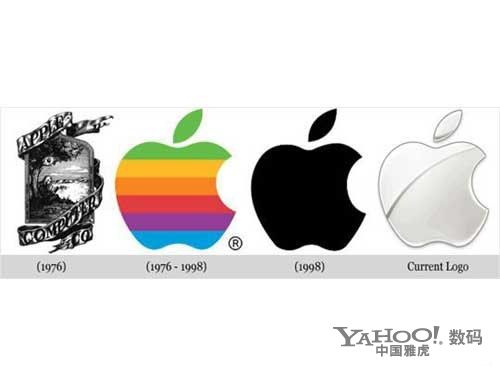 APPLE
COMPUTER
CO
®
(1976)
(1976 - 1998)
(1998)
Current Logo
YAHOO!. 数码
中国雅虎